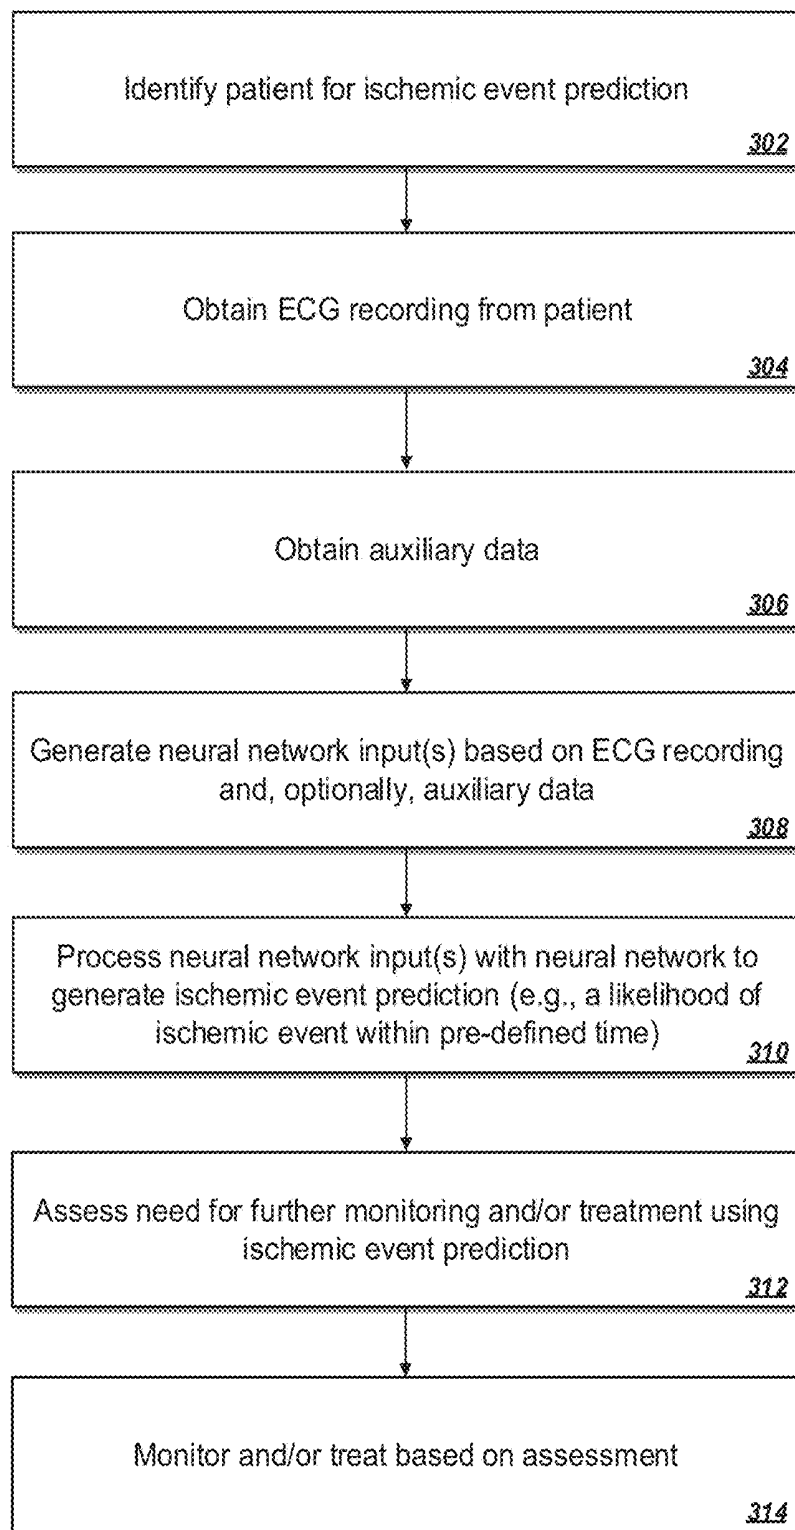 Identify patient for ischemic event prediction
302
Obtain ECG recording from patient
304
Obtain auxiliary data
306
Generate neural network input(s) based on ECG recording
and, optionally, auxiliary data
308
Process neural network input(s) with neural network to
generate ischemic event prediction (e.g., a likelihood of
ischemic event within pre-defined time)
310
Assess need for further monitoring and/or treatment using
ischemic event prediction
312
Monitor and/or treat based on assessment
314